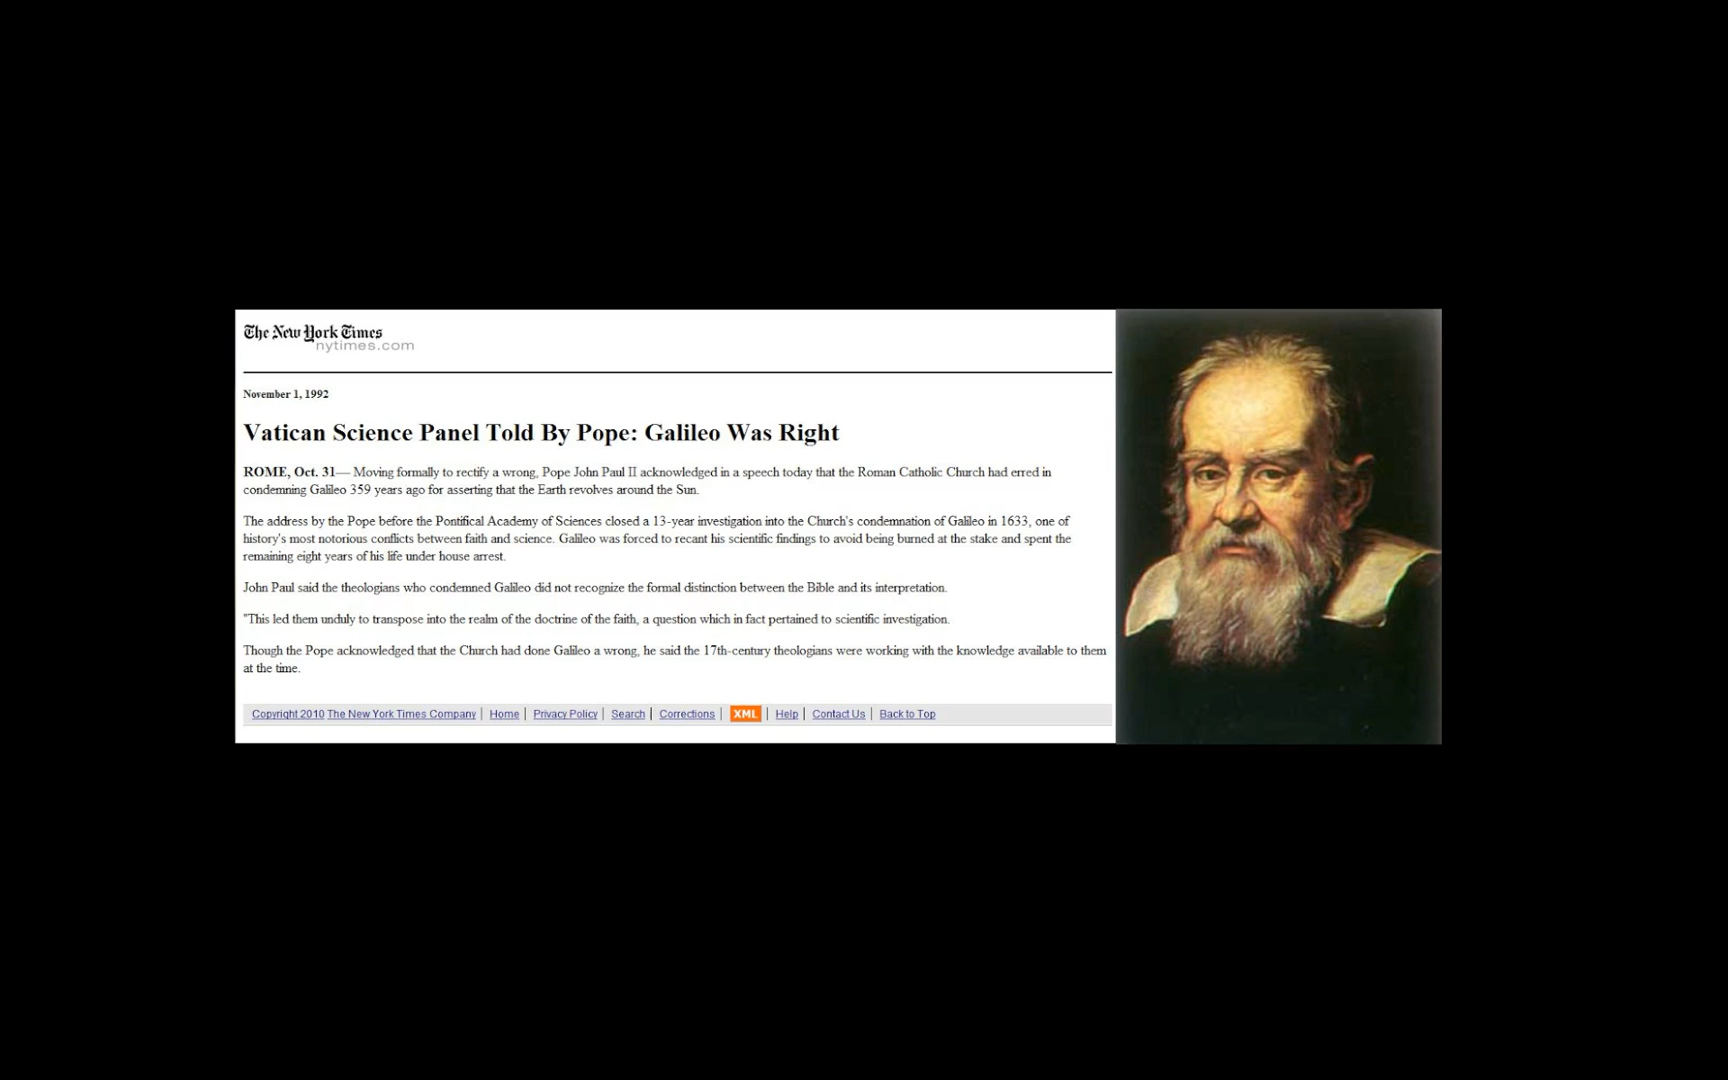 The New York Times
nytimes.com
November 1, 1992
Vatican Science Panel Told By Pope: Galileo Was Right
ROME, Oct. 31— Moving formally to rectify a wrong, Pope John Paul II acknowledged in a speech today that the Roman Catholic Church had erred in
condemning Galileo 359 years ago for asserting that the Earth revolves around the Sun.
The address by the Pope before the Pontifical Academy of Sciences closed a 13-year investigation into the Church's condemnation of Galileo in 1633, one of
history's most notorious conflicts between faith and science. Galileo was forced to recant his scientific findings to avoid being burned at the stake and spent the
remaining eight years of his life under house arrest.
John Paul said the theologians who condemned Galileo did not recognize the formal distinction between the Bible and its interpretation.
"This led them unduly to transpose into the realm of the doctrine of the faith, a question which in fact pertained to scientific investigation.
Though the Pope acknowledged that the Church had done Galileo a wrong, he said the 17th-century theologians were working with the knowledge available to them
at the time.
Copyright 2010 The New York Times Company | Home | Privacy Policy | Search | Corrections | XML | Help | Contact Us | Back to Top